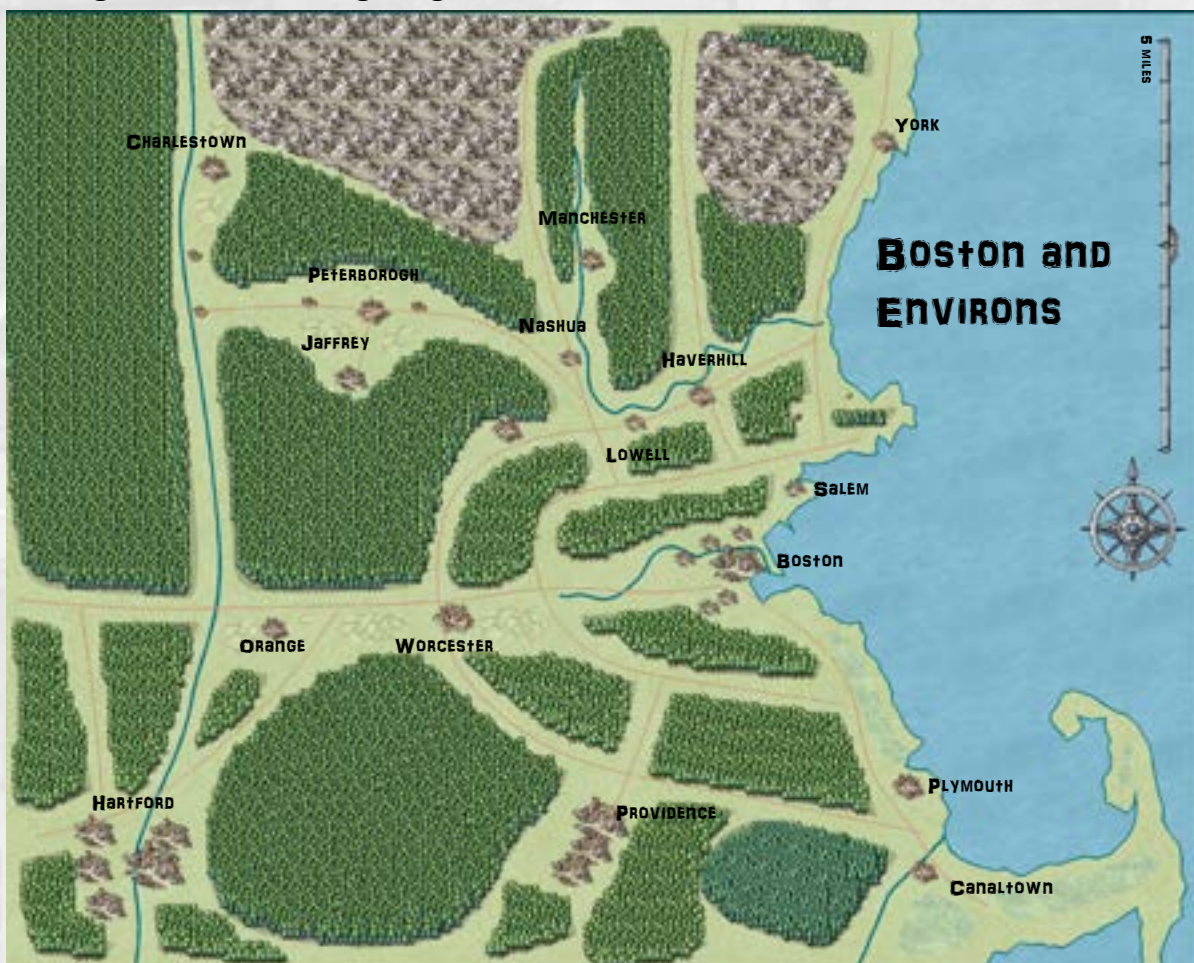 5 miles
York
Charlestown
Manchester
Boston and
Environs
Peterborogh
Nashua
Jaffrey
Haverhill
Lowell
Salem
Boston
Orange
Worcester
Plymouth
Hartford
Providence
Canaltown